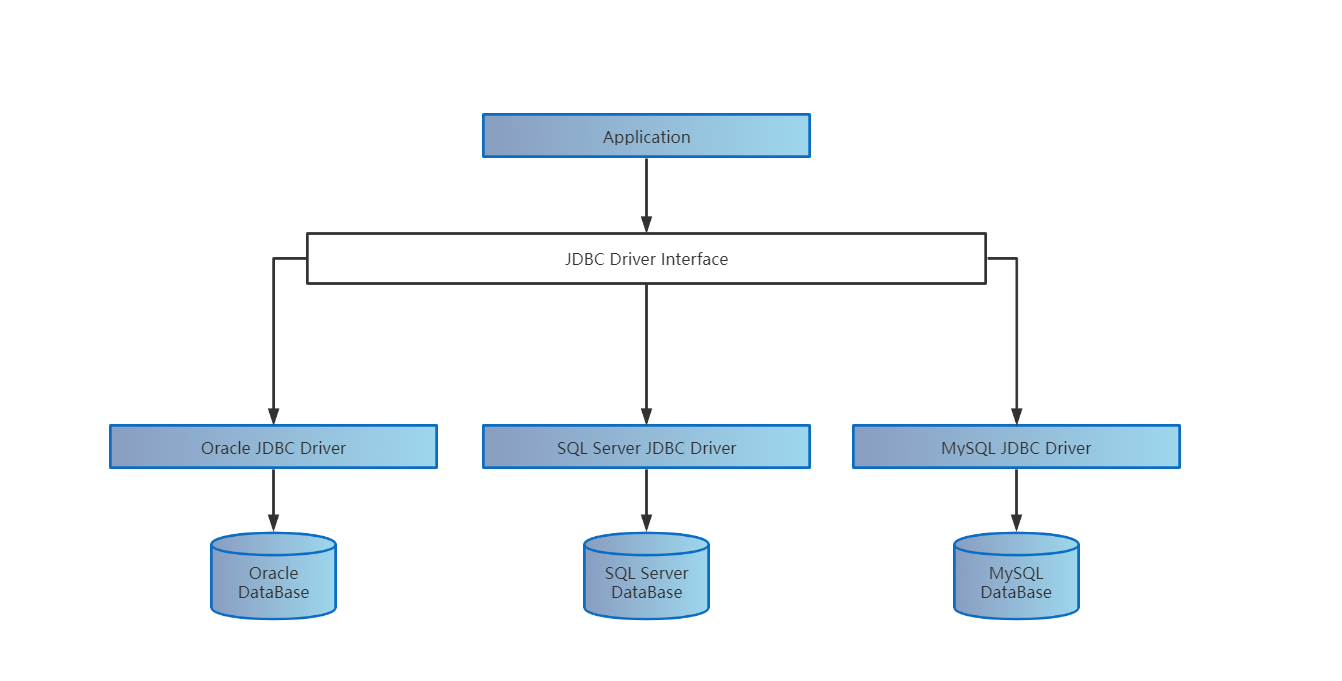 Application
JDBC Driver Interface
Oracle JDBC Driver
SQL Server JDBC Driver
MySQL JDBC Driver
Oracle
DataBase
SQL Server
DataBase
MySQL
DataBase